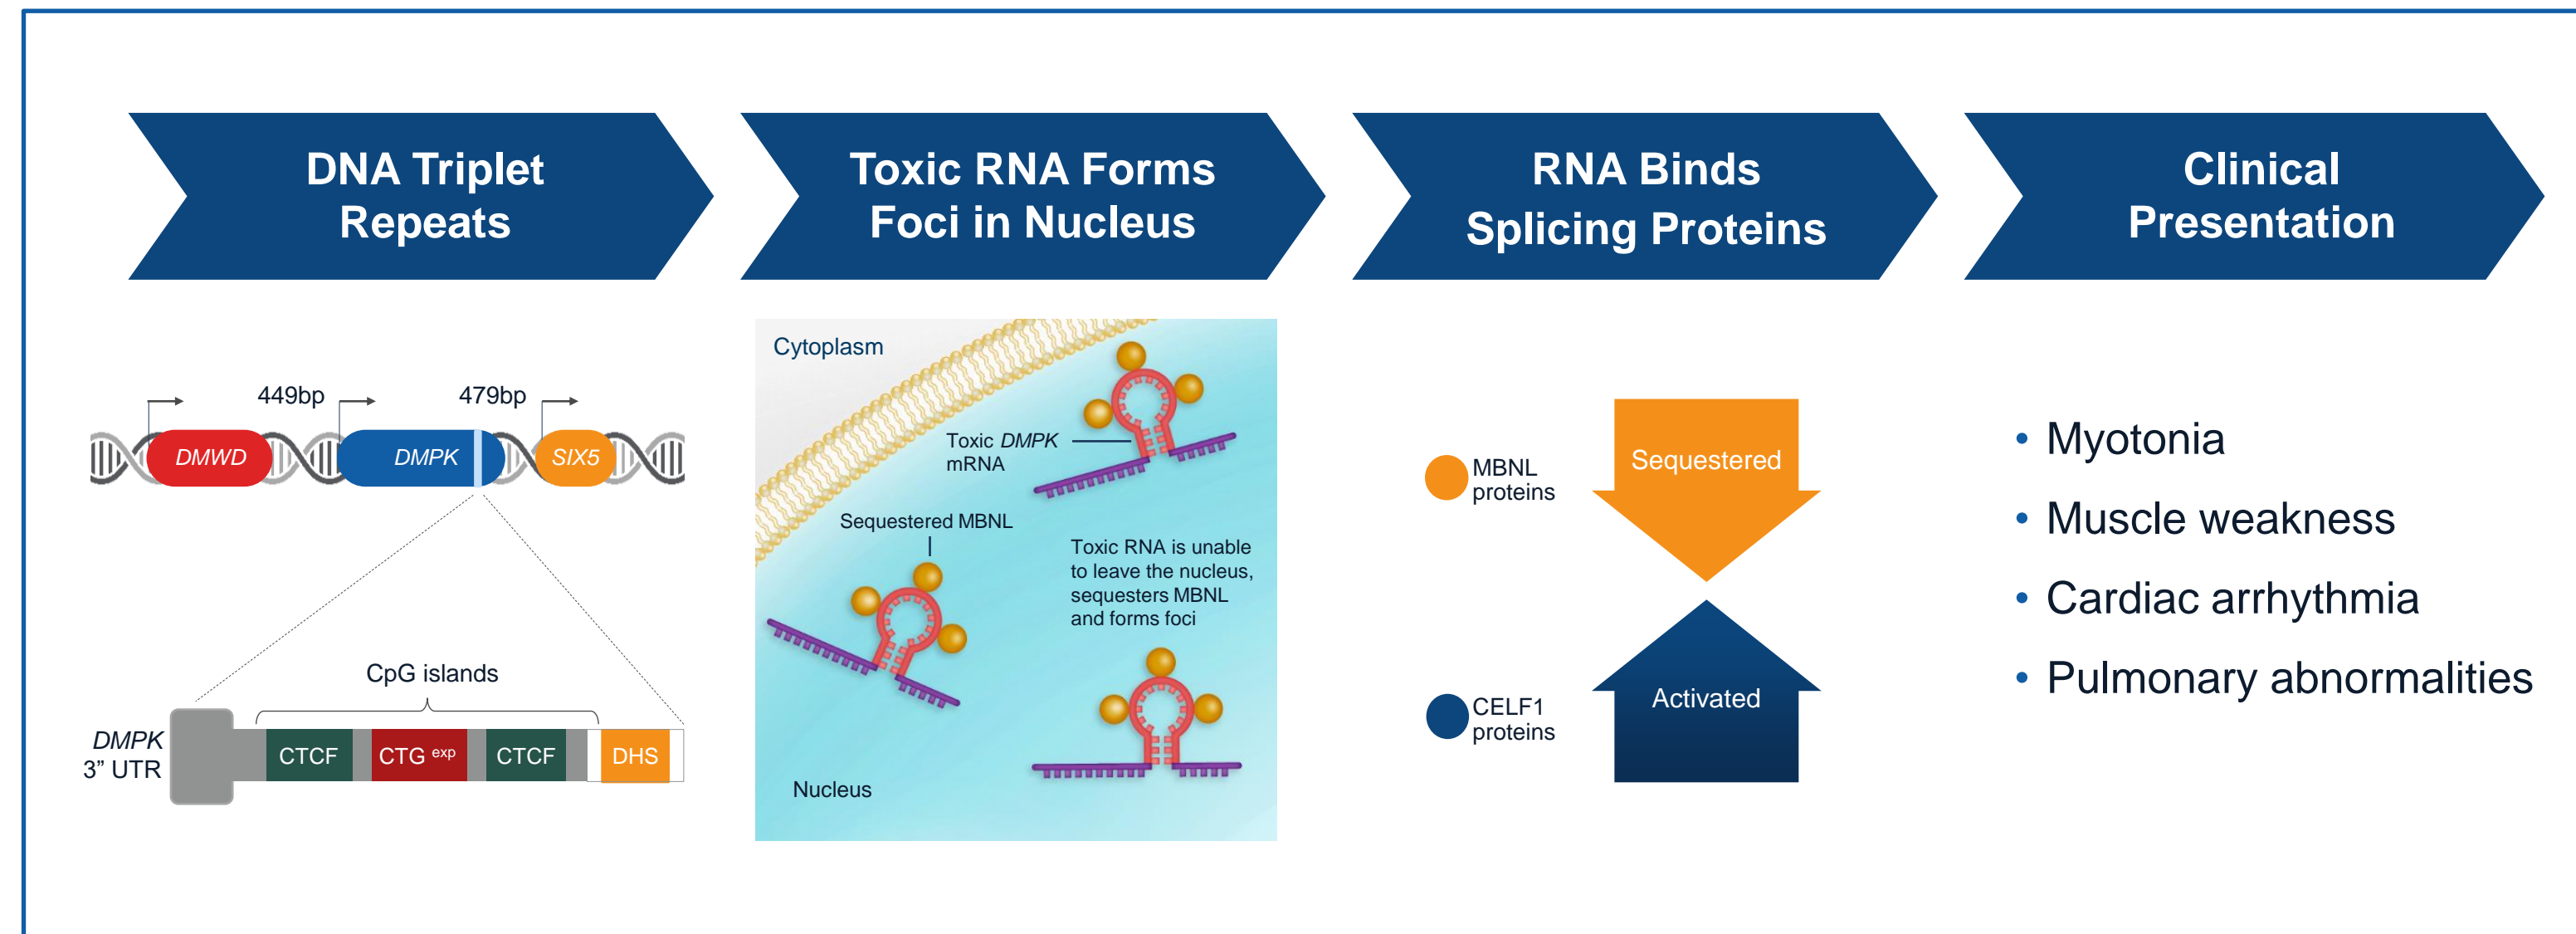 DNA Triplet
Repeats
Toxic RNA Forms
Foci in Nucleus
RNA Binds
Splicing Proteins
Clinical
Presentation
449bp
479bp
DMWD
DMPK
SIX5
CpG islands
DMPK
3” UTR
CTCF
CTG exp
CTCF
DHS
Cytoplasm
Toxic DMPK
mRNA
Sequestered MBNL
Toxic RNA is unable
to leave the nucleus,
sequesters MBNL
and forms foci
Nucleus
MBNL
proteins
Sequestered
CELF1
proteins
Activated
• Myotonia
• Muscle weakness
• Cardiac arrhythmia
• Pulmonary abnormalities